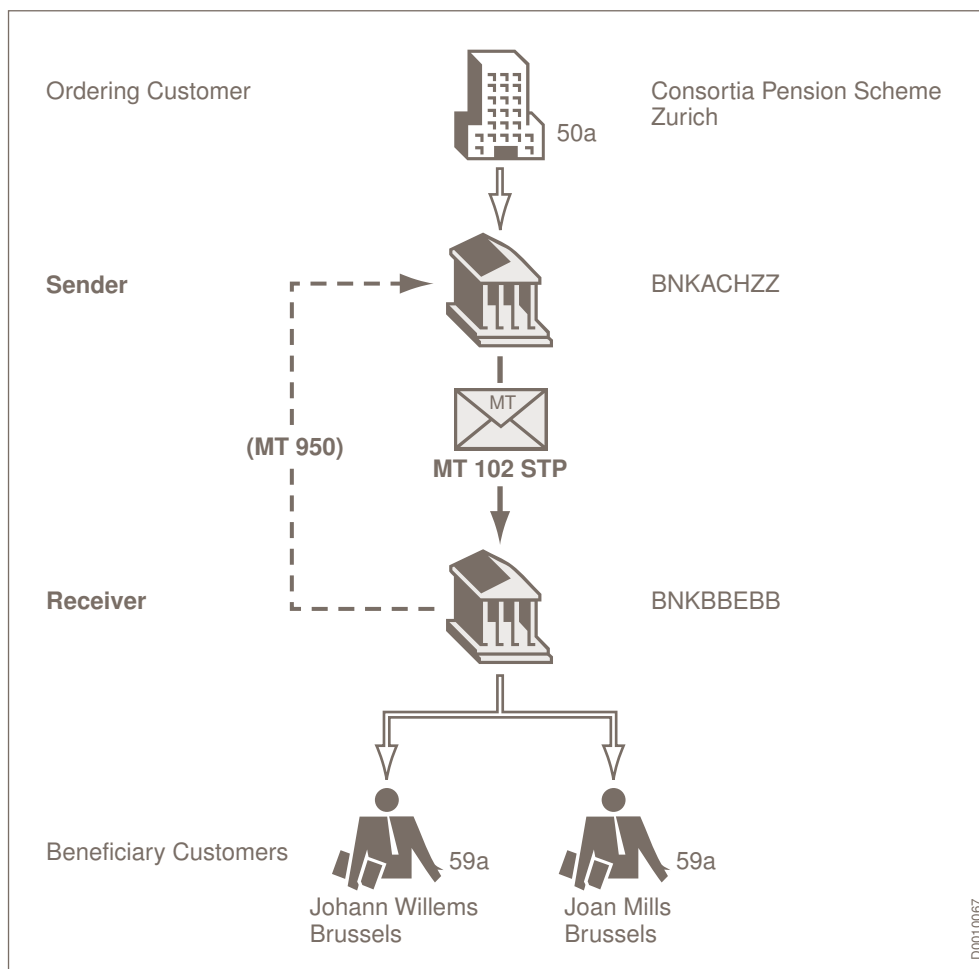 Ordering Customer
50a
Consortia Pension Scheme
Zurich
Sender
BNKACHZZ
MT
(MT 950)
MT 102 STP
Receiver
BNKBBEBB
Beneficiary Customers
59a
59a
Johann Willems
Brussels
Joan Mills
Brussels
D0010067